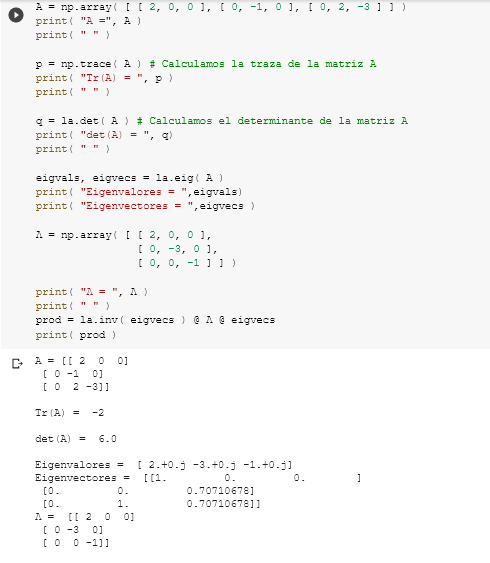 A = np.array( [ [ 2, 0, 0 ], [ 0, -1, 0 ], [ 0, 2, -3 ] ] )
print( "A =", A )
print( " " )
p = np.trace( A ) # Calculamos la traza de la matriz A
print( "Tr(A) = ", p )
print( " " )
q = la.det( A ) # Calculamos el determinante de la matriz A
print( "det(A) = ", q)
print( " " )
eigvals, eigvecs = la.eig( A )
print( "Eigenvalores = ",eigvals)
print( "Eigenvectores = ",eigvecs )
Λ = np.array( [ [ 2, 0, 0 ],
[ 0, -3, 0 ],
[ 0, 0, -1 ] ] )
print( "Λ = ", Λ )
print( " " )
prod = la.inv( eigvecs ) @ Λ @ eigvecs
print( prod )
A = [[ 2 0 0]
[ 0 -1 0]
[ 0 2 -3]]
Tr(A) = -2
det(A) = 6.0
Eigenvalores = [ 2.+0.j -3.+0.j -1.+0.j]
Eigenvectores = [[1. 0. 0. ]
[0. 0. 0.70710678]
[0. 1. 0.70710678]]
Λ = [[ 2 0 0]
[ 0 -3 0]
[ 0 0 -1]]